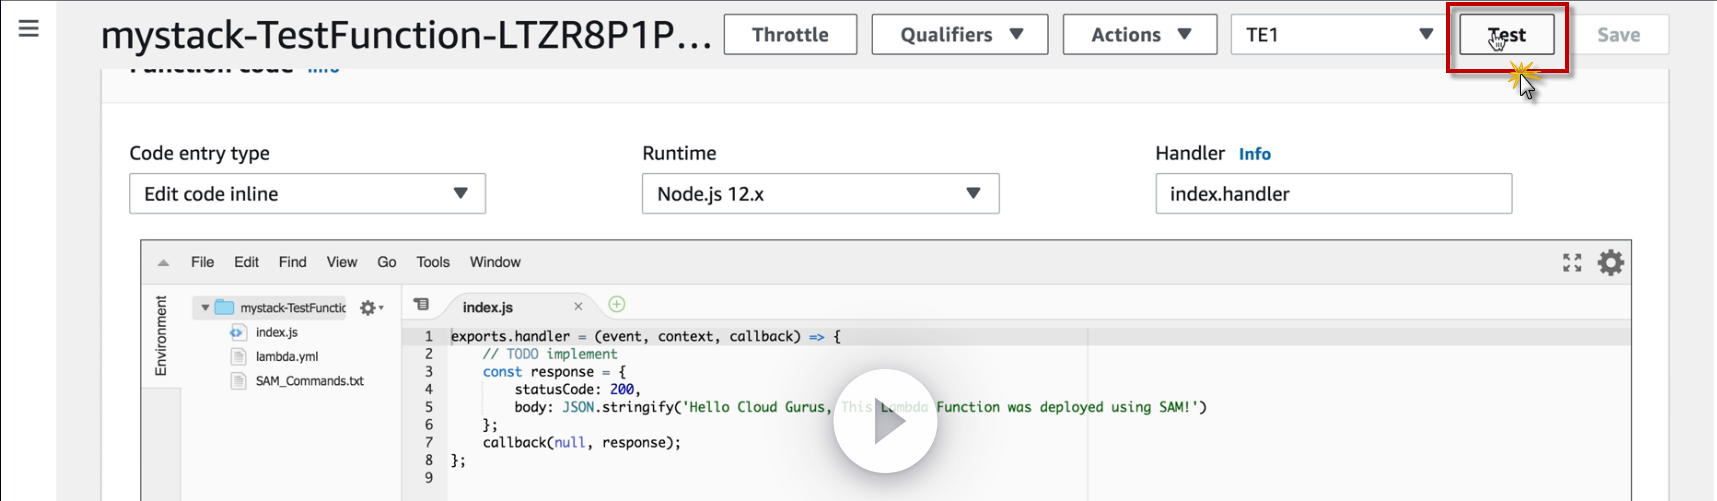 mystack-TestFunction-LTZR8P1P... Throttle Qualifiers Actions TE1 Test Save
Function code Info
Code entry type Runtime Handler Info
Edit code inline Node.js 12.x index.handler
File Edit Find View Go Tools Window
Environment
mystack-TestFunctic
index.js
lambda.yml
SAM_Commands.txt
index.js
1 exports.handler = (event, context, callback) => {
2 // TODO implement
3 const response = {
4 statusCode: 200,
5 body: JSON.stringify('Hello Cloud Gurus, This Lambda Function was deployed using SAM!')
6 };
7 callback(null, response);
8 };
9